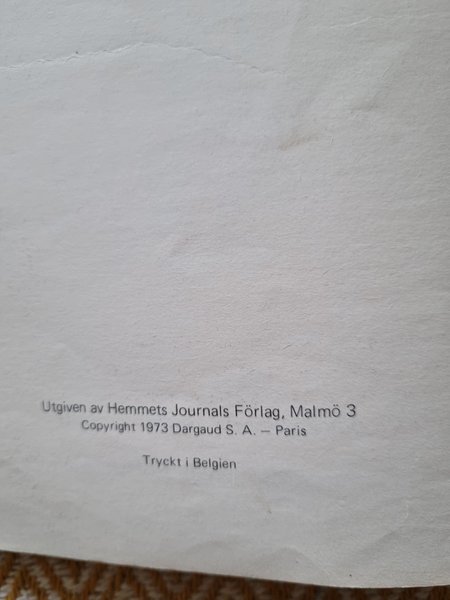 Utgiven av Hemmets Journals Förlag, Malmö 3
Copyright 1973 Dargaud S. A. – Paris
Tryckt i Belgien